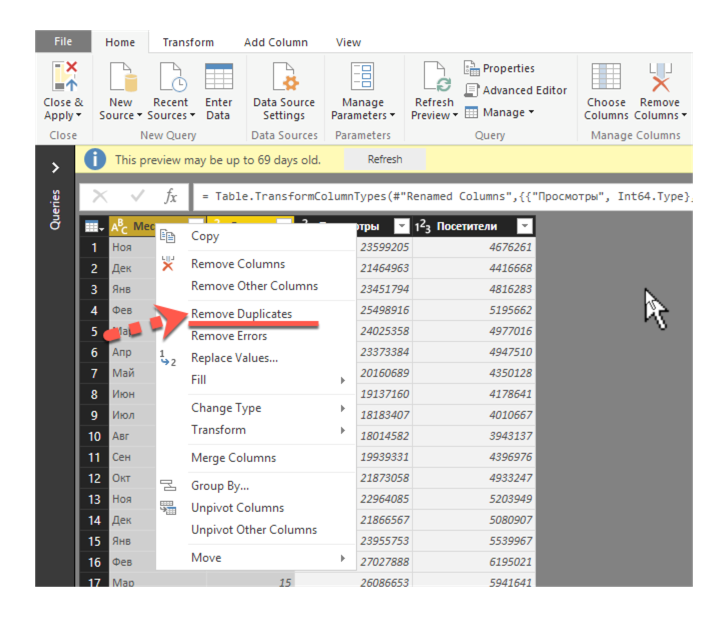 File Home Transform Add Column View
Properties
Advanced Editor
Manage
Close & Apply
New Source
Recent Sources
Enter Data
Data Source Settings
Manage Parameters
Refresh Preview
Choose Columns
Remove Columns
Close New Query Data Sources Parameters Query Manage Columns
This preview may be up to 69 days old. Refresh
Queries
fx = Table.TransformColumnTypes(#"Renamed Columns",{{"Просмотры", Int64.Type}
ABC 123 Посетители
1 Ноя 23599205 4676261
2 Дек 21464963 4416668
3 Янв 23451794 4816283
4 Фев 25498916 5195662
5 24025358 4977016
6 Апр 23373384 4947510
7 Май 20160689 4350128
8 Июн 19137160 4178641
9 Июл 18183407 4010667
10 Авг 18014582 3943137
11 Сен 19939331 4396976
12 Окт 21873058 4933247
13 Ноя 22964085 5203949
14 Дек 21866567 5080907
15 Янв 23955753 5539967
16 Фев 27027888 6195021
17 Мар 15 26086653 5941641
Copy
Remove Columns
Remove Other Columns
Remove Duplicates
Remove Errors
Replace Values...
Fill
Change Type
Transform
Merge Columns
Group By...
Unpivot Columns
Unpivot Other Columns
Move